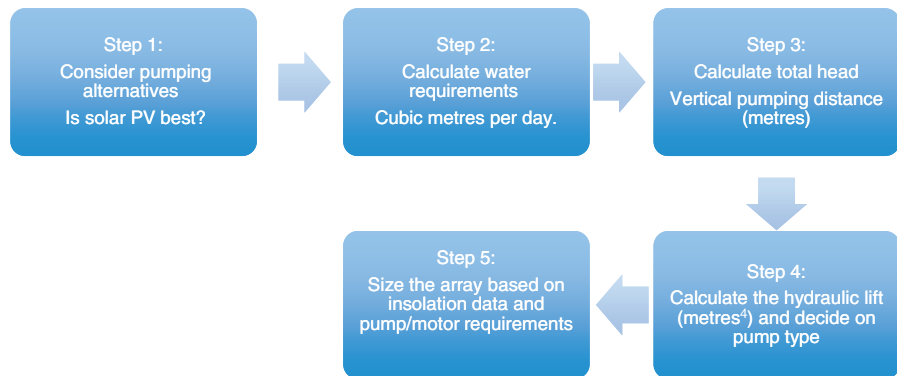 Step 1:
Consider pumping
alternatives
Is solar PV best?
Step 2:
Calculate water
requirements
Cubic metres per day.
Step 3:
Calculate total head
Vertical pumping distance
(metres)
Step 4:
Calculate the hydraulic lift
(metres⁴) and decide on
pump type
Step 5:
Size the array based on
insolation data and
pump/motor requirements